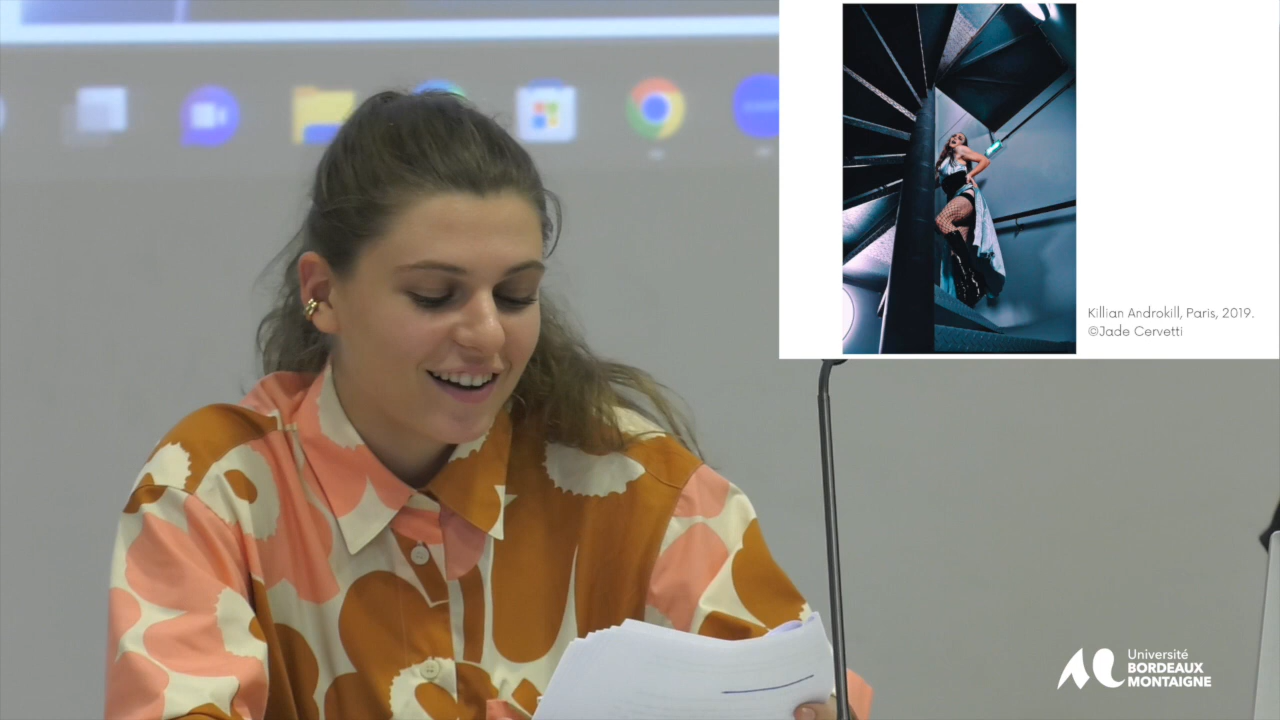 Killian Androkill, Paris, 2019.
©Jade Cervetti
Université
BORDEAUX
MONTAIGNE